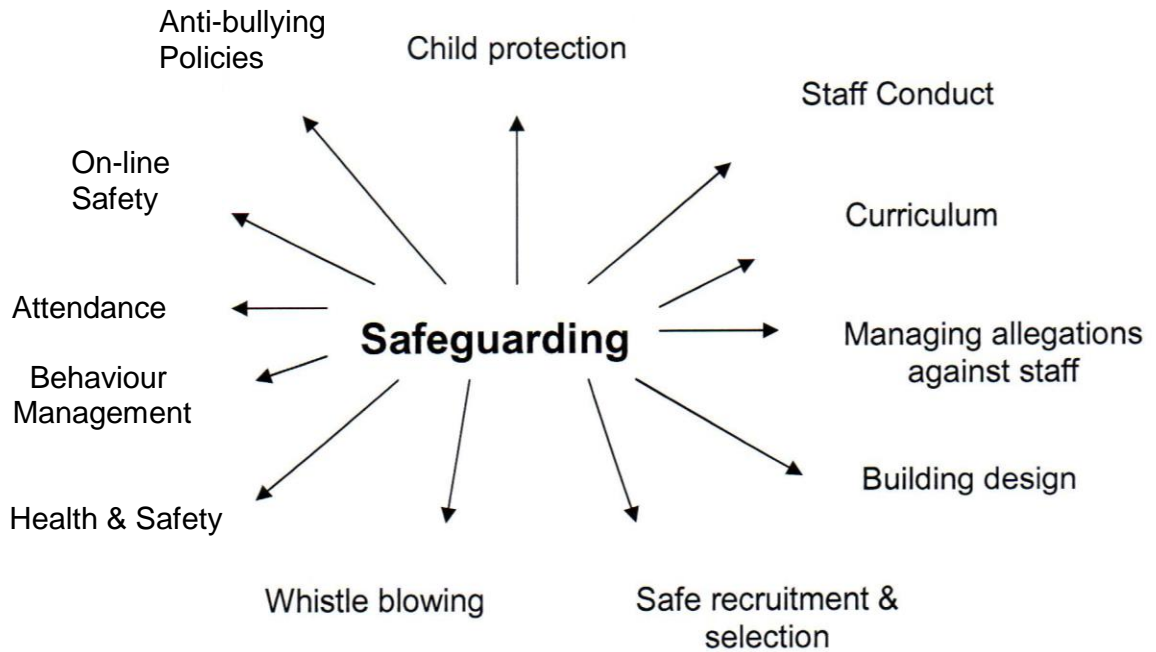 Anti-bullying
Policies
Child protection
Staff Conduct
On-line
Safety
Curriculum
Attendance
Safeguarding
Managing allegations
against staff
Behaviour
Management
Building design
Health & Safety
Whistle blowing
Safe recruitment &
selection